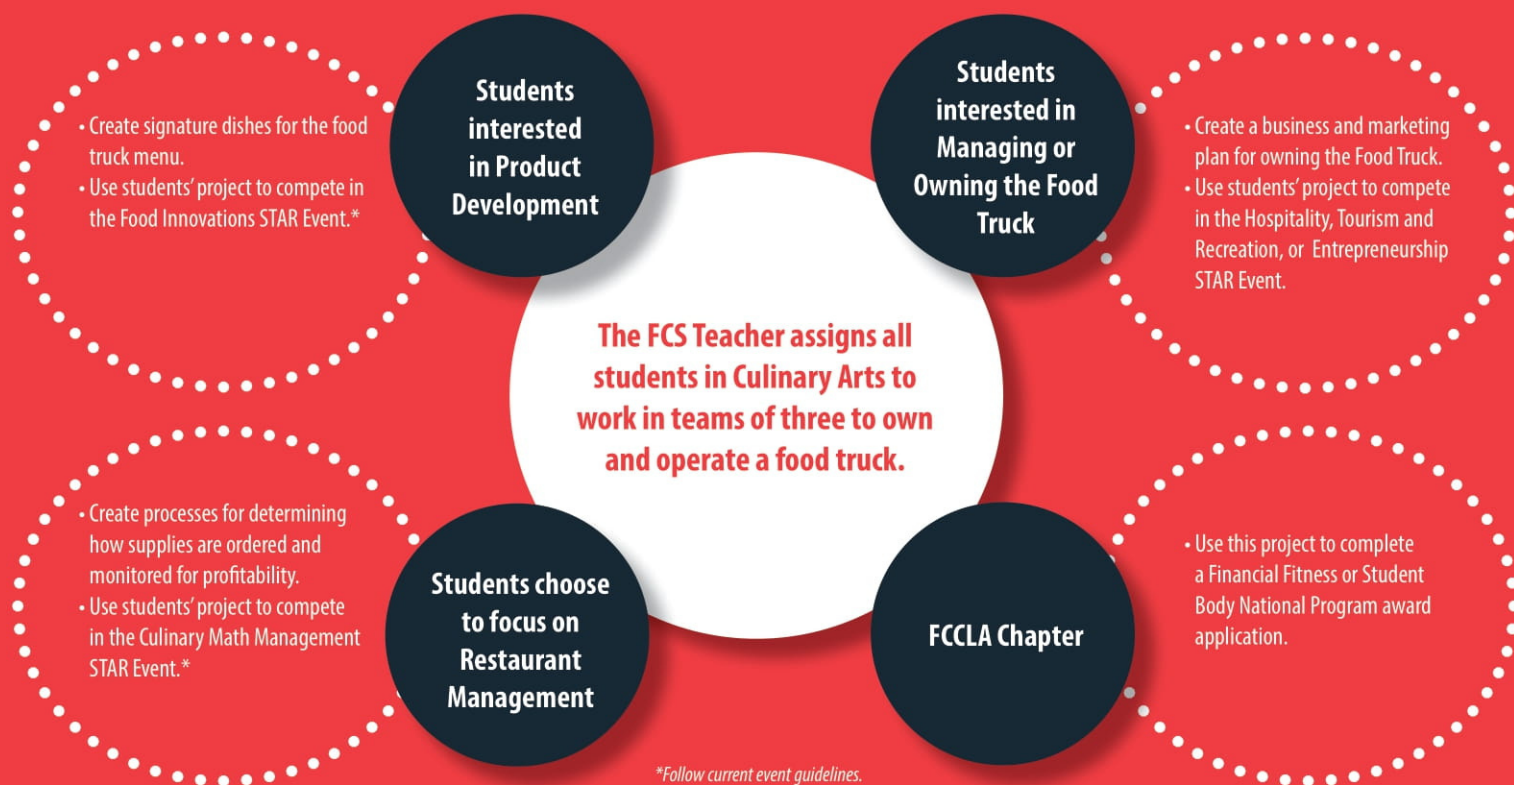 Students
interested
in Product
Development
• Create signature dishes for the food
truck menu.
• Use students' project to compete in
the Food Innovations STAR Event.*
Students
interested in
Managing or
Owning the Food
Truck
• Create a business and marketing
plan for owning the Food Truck.
• Use students' project to compete
in the Hospitality, Tourism and
Recreation, or Entrepreneurship
STAR Event.
The FCS Teacher assigns all
students in Culinary Arts to
work in teams of three to own
and operate a food truck.
• Create processes for determining
how supplies are ordered and
monitored for profitability.
• Use students' project to compete
in the Culinary Math Management
STAR Event.*
Students choose
to focus on
Restaurant
Management
FCCLA Chapter
• Use this project to complete
a Financial Fitness or Student
Body National Program award
application.
*Follow current event guidelines.